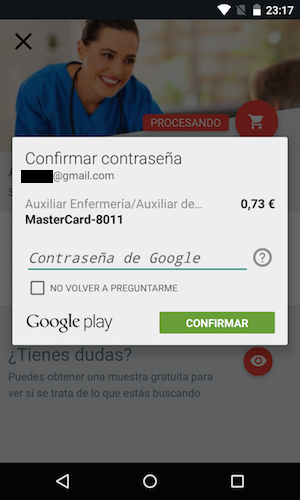 23:17
PROCESANDO
Confirmar contraseña
@gmail.com
Auxiliar Enfermería/Auxiliar de... 0,73 €
MasterCard-8011
Contraseña de Google
?
NO VOLVER A PREGUNTARME
Google play CONFIRMAR
¿Tienes dudas?
Puedes obtener una muestra gratuita para
ver si se trata de lo que estás buscando